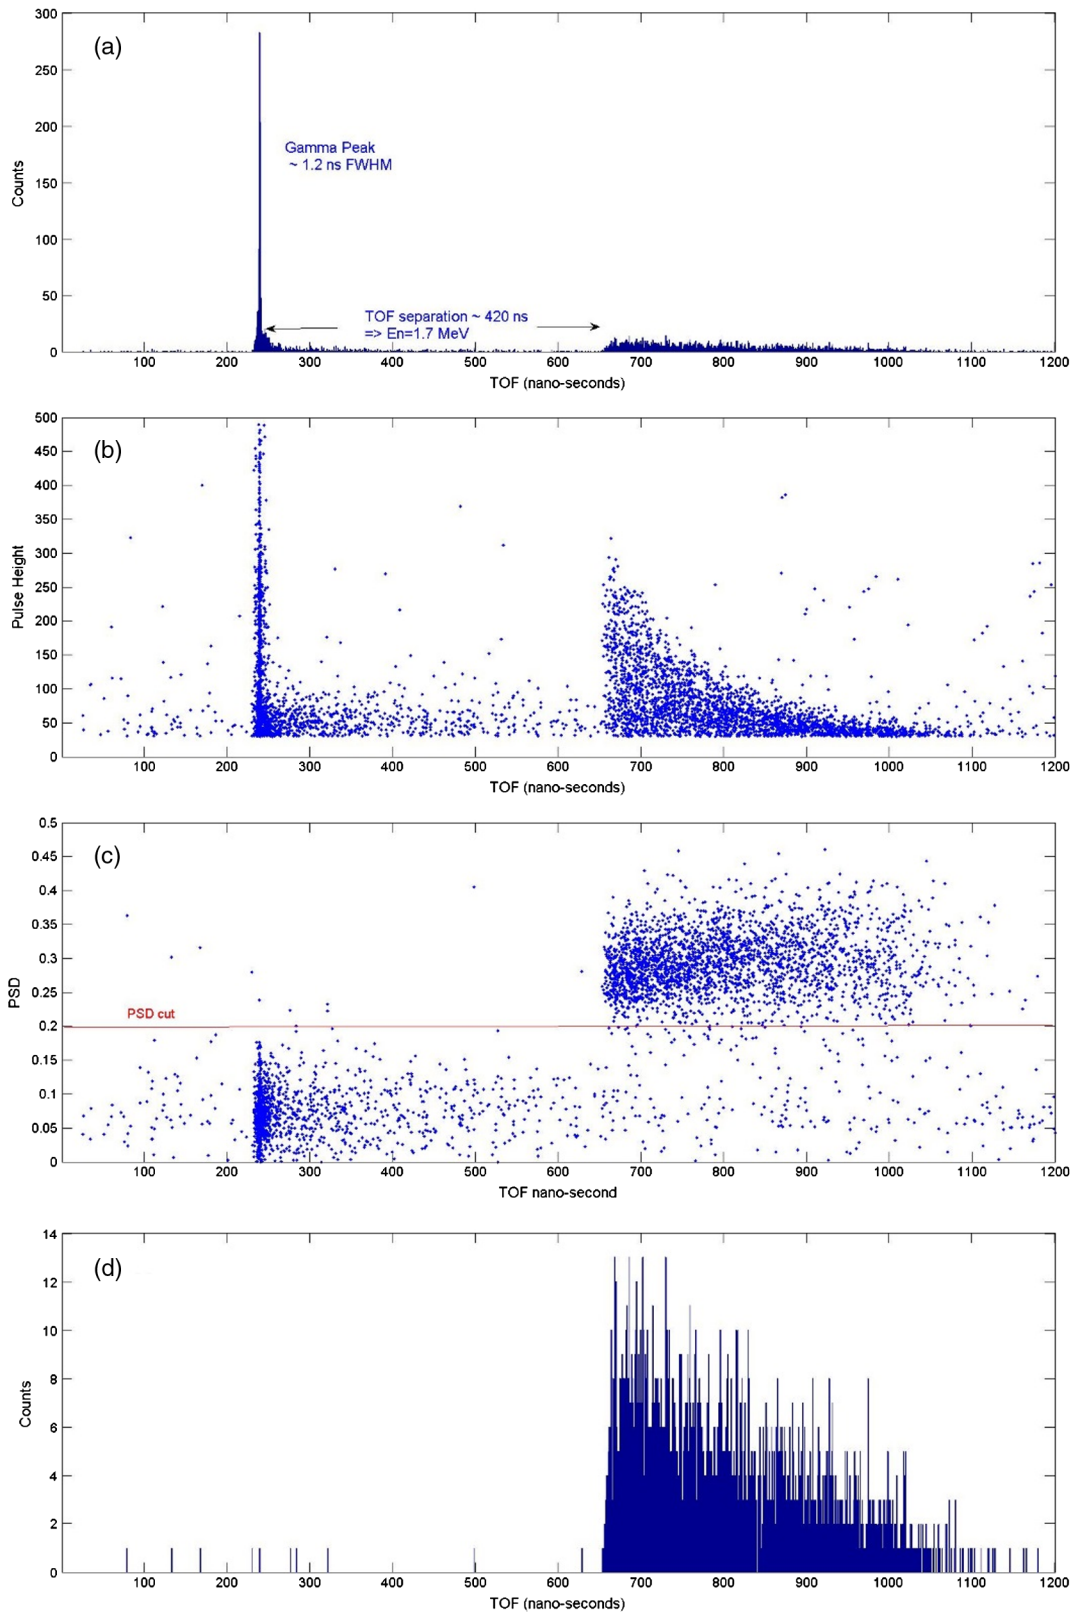 (a)
300
250
200
150
100
50
0
Counts
Gamma Peak
~ 1.2 ns FWHM
TOF separation ~ 420 ns
=> En=1.7 MeV
100 200 300 400 500 600 700 800 900 1000 1100 1200
TOF (nano-seconds)
(b)
500
450
400
350
300
250
200
150
100
50
0
Pulse Height
100 200 300 400 500 600 700 800 900 1000 1100 1200
TOF (nano-seconds)
(c)
0.5
0.45
0.4
0.35
0.3
0.25
0.2
0.15
0.1
0.05
0
PSD
PSD cut
100 200 300 400 500 600 700 800 900 1000 1100 1200
TOF nano-second
(d)
14
12
10
8
6
4
2
0
Counts
100 200 300 400 500 600 700 800 900 1000 1100 1200
TOF (nano-seconds)